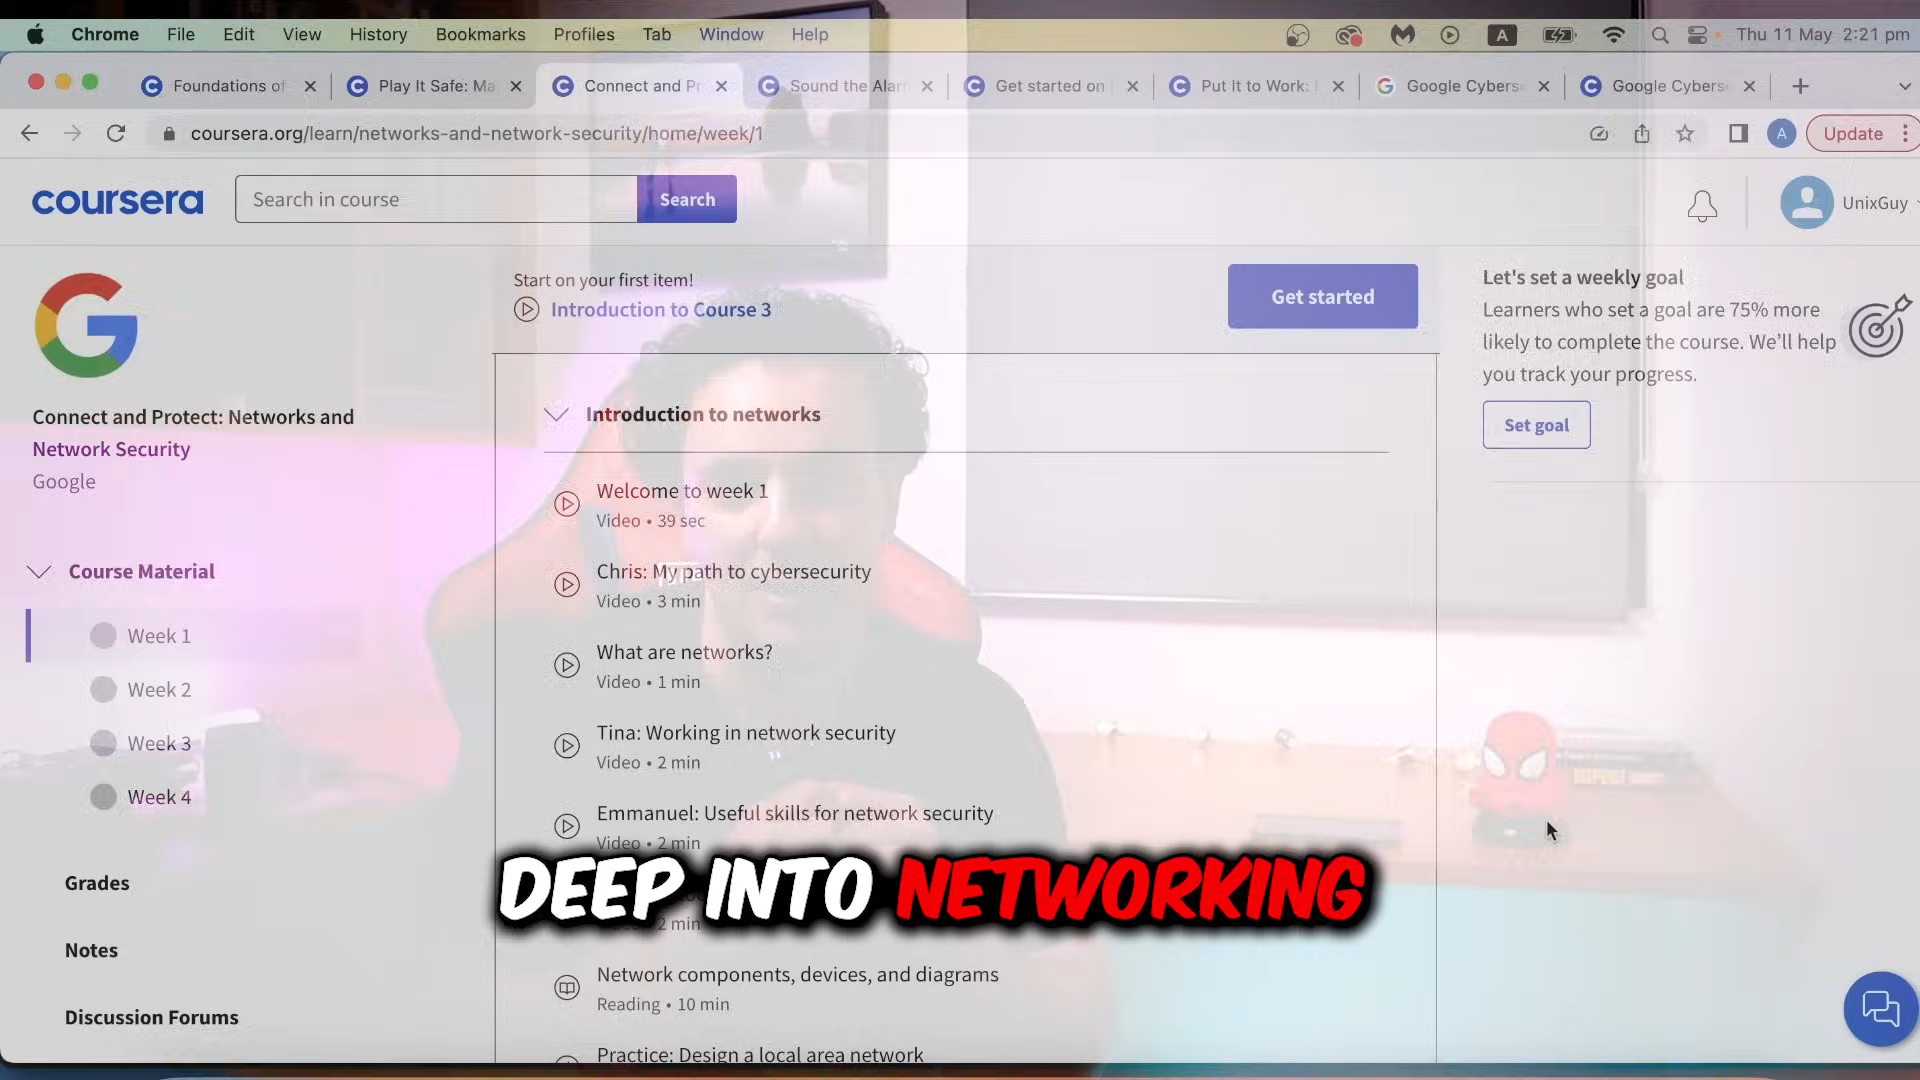 Chrome File Edit View History Bookmarks Profiles Tab Window Help A Thu 11 May 2:21 pm
Foundations of Play It Safe: Ma Connect and Pr Sound the Alar Get started on Put It to Work: Google Cybers Google Cybers
coursera.org/learn/networks-and-network-security/home/week/1 A Update
coursera Search in course Search UnixGuy
Start on your first item!
Introduction to Course 3
Get started
Let's set a weekly goal
Learners who set a goal are 75% more
likely to complete the course. We'll help
you track your progress.
Set goal
Connect and Protect: Networks and
Network Security
Google
Course Material
Week 1
Week 2
Week 3
Week 4
Grades
Notes
Discussion Forums
Introduction to networks
Welcome to week 1
Video • 39 sec
Chris: My path to cybersecurity
Video • 3 min
What are networks?
Video • 1 min
Tina: Working in network security
Video • 2 min
Emmanuel: Useful skills for network security
Video • 2 min
DEEP INTO NETWORKING
2 min
Network components, devices, and diagrams
Reading • 10 min
Practice: Design a local area network